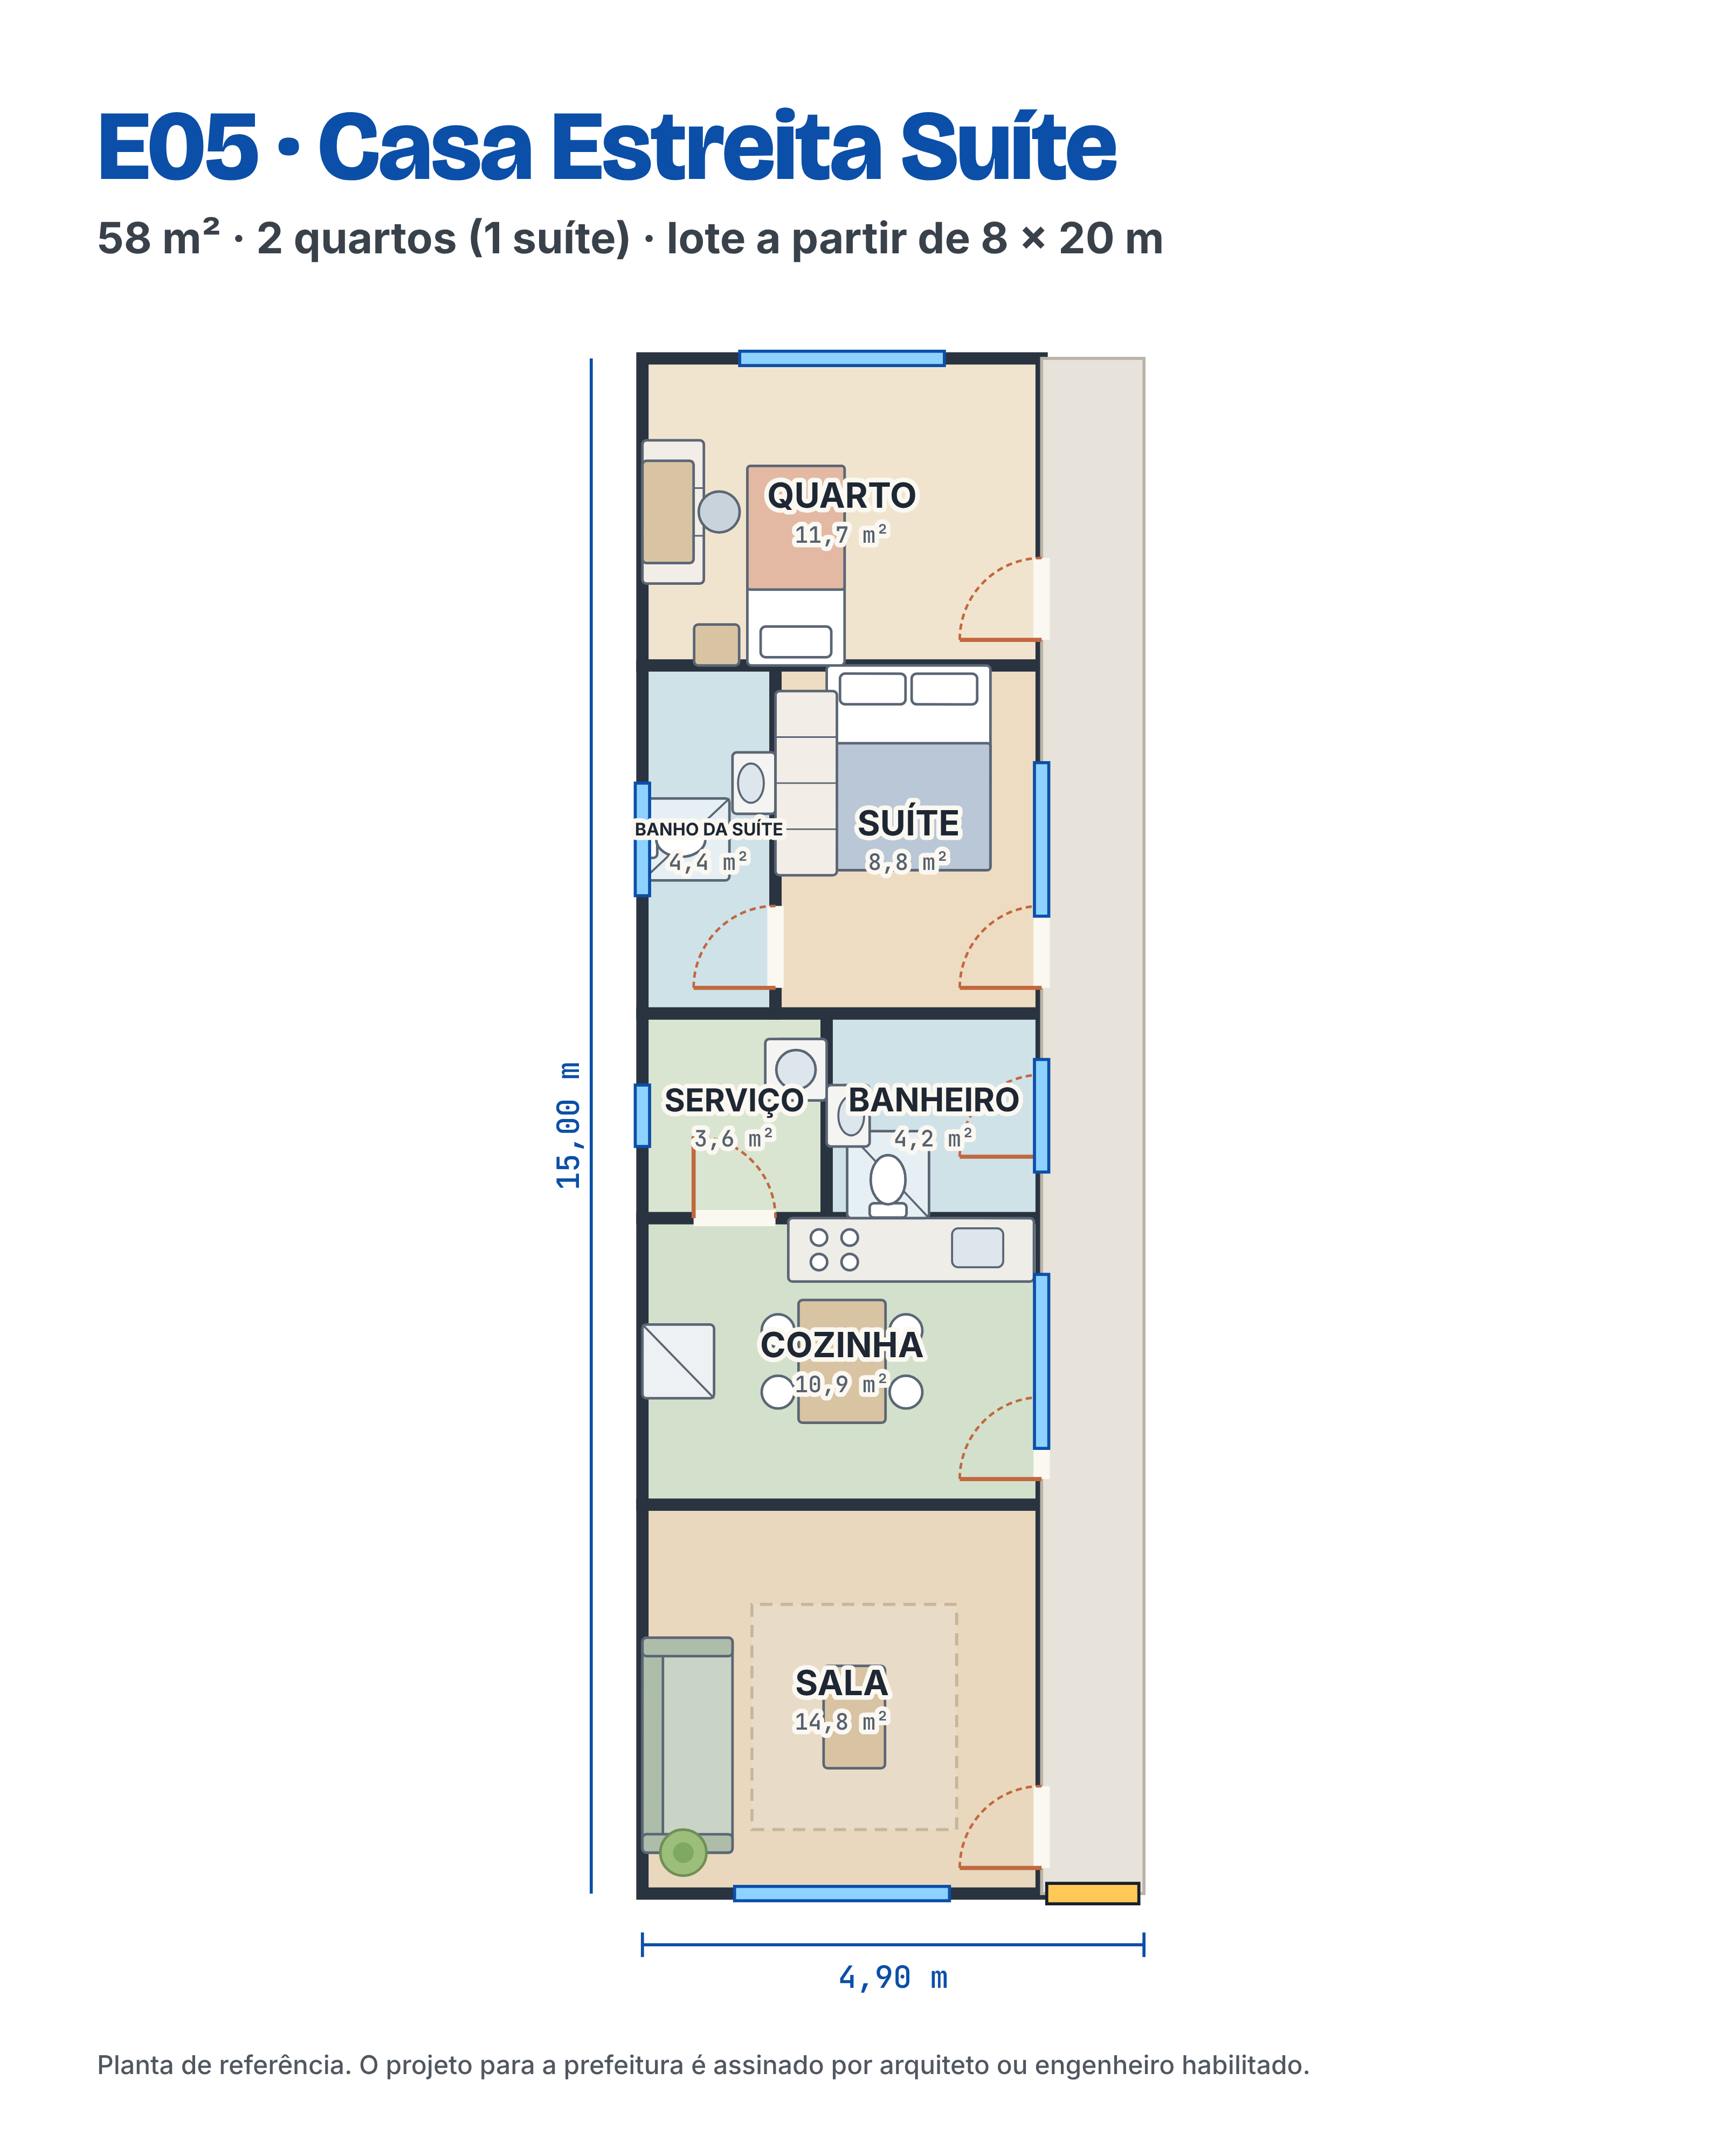 E05 · Casa Estreita Suíte
58 m² · 2 quartos (1 suíte) · lote a partir de 8 × 20 m
QUARTO
11,7 m²
BANHO DA SUÍTE
4,4 m²
SUÍTE
8,8 m²
SERVIÇO
3,6 m²
BANHEIRO
4,2 m²
15,00 m
COZINHA
10,9 m²
SALA
14,8 m²
4,90 m
Planta de referência. O projeto para a prefeitura é assinado por arquiteto ou engenheiro habilitado.